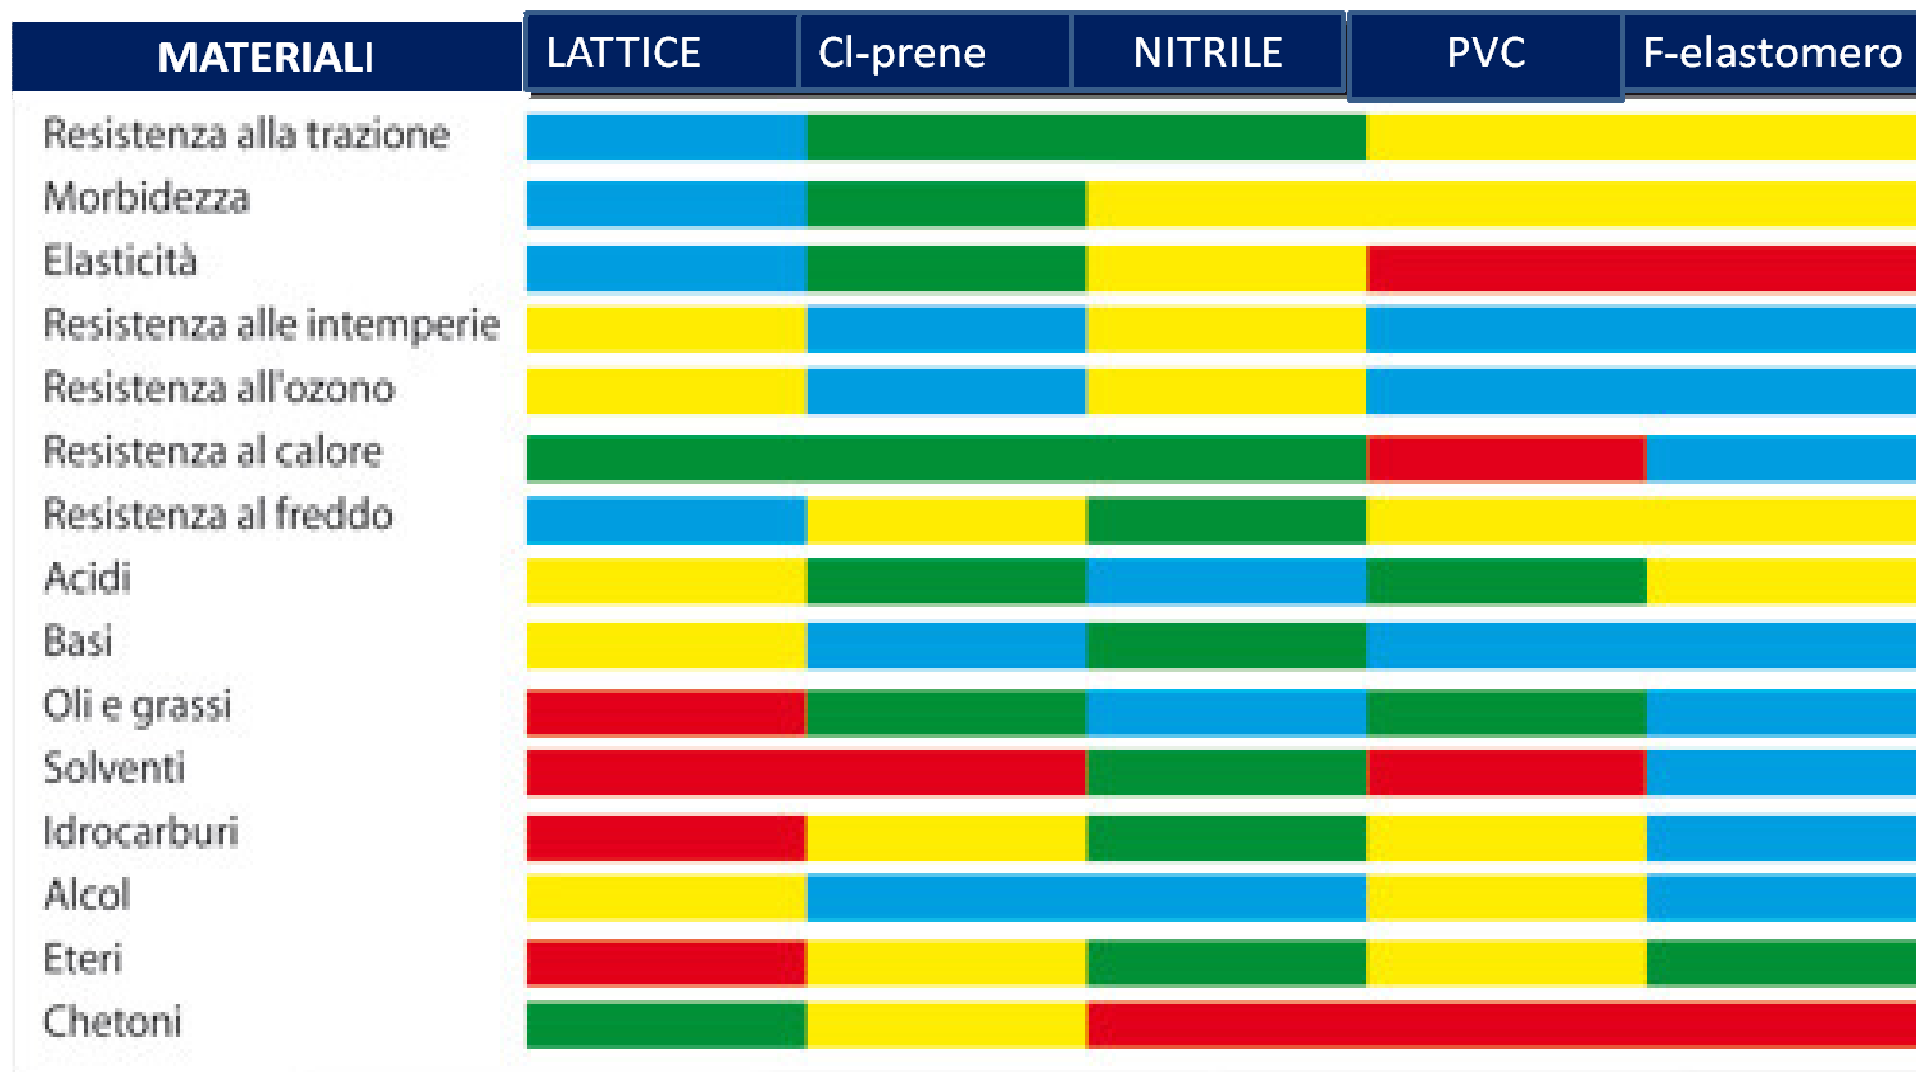 MATERIALI LATTICE Cl-prene NITRILE PVC F-elastomero
Resistenza alla trazione
Morbidezza
Elasticità
Resistenza alle intemperie
Resistenza all'ozono
Resistenza al calore
Resistenza al freddo
Acidi
Basi
Oli e grassi
Solventi
Idrocarburi
Alcol
Eteri
Chetoni